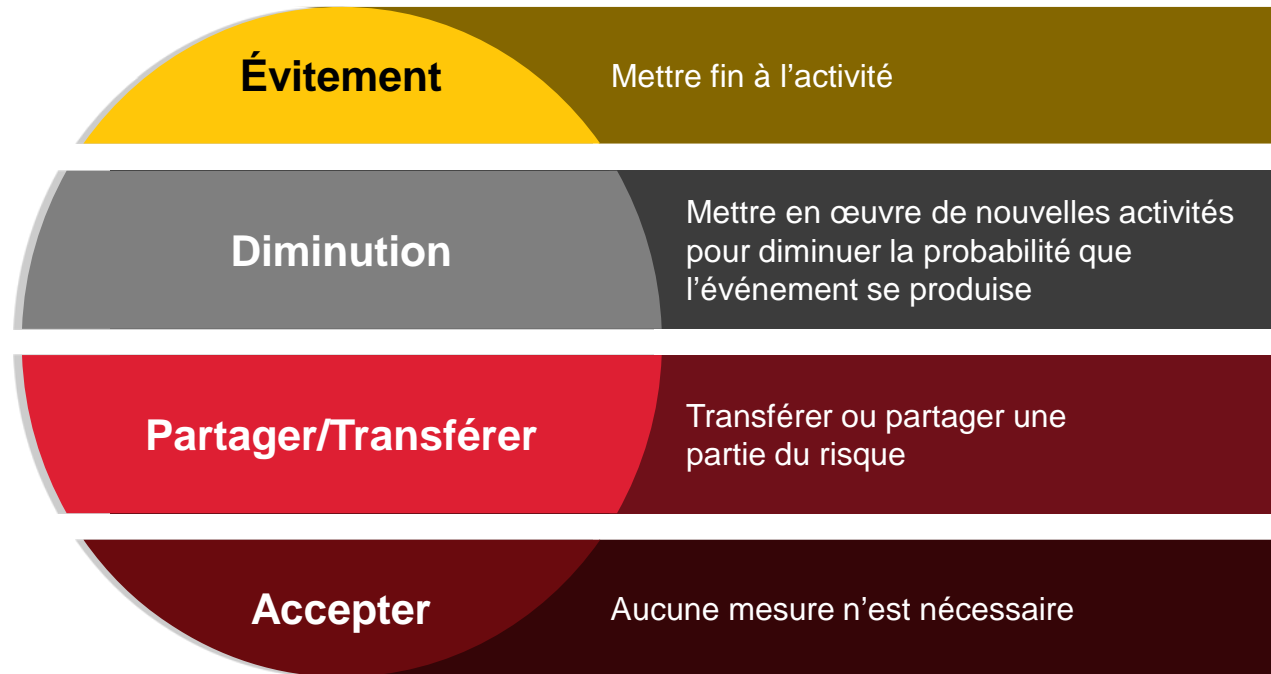 Évitement
Mettre fin à l’activité
Diminution
Mettre en œuvre de nouvelles activités
pour diminuer la probabilité que
l’événement se produise
Partager/Transférer
Transférer ou partager une
partie du risque
Accepter
Aucune mesure n’est nécessaire